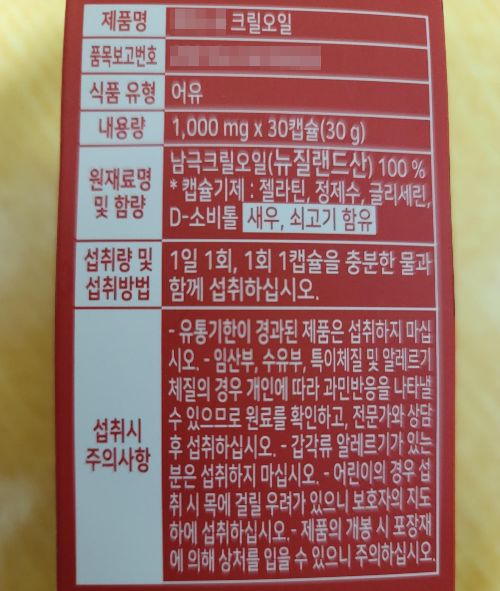 제품명 크릴오일
품목보고번호
식품 유형 어유
내용량 1,000 mg x 30캡슐(30 g)
원재료명
및 함량
남극크릴오일(뉴질랜드산) 100 %
* 캡슐기제 : 젤라틴, 정제수, 글리세린,
D-소비톨 새우, 쇠고기 함유
섭취량 및
섭취방법
1일 1회, 1회 1캡슐을 충분한 물과
함께 섭취하십시오.
섭취시
주의사항
- 유통기한이 경과된 제품은 섭취하지 마십
시오. - 임산부, 수유부, 특이체질 및 알레르기
체질의 경우 개인에 따라 과민반응을 나타낼
수 있으므로 원료를 확인하고, 전문가와 상담
후 섭취하십시오. - 갑각류 알레르기가 있는
분은 섭취하지 마십시오. - 어린이의 경우 섭
취 시 목에 걸릴 우려가 있으니 보호자의 지도
하에 섭취하십시오.- 제품의 개봉 시 포장재
에 의해 상처를 입을 수 있으니 주의하십시오.